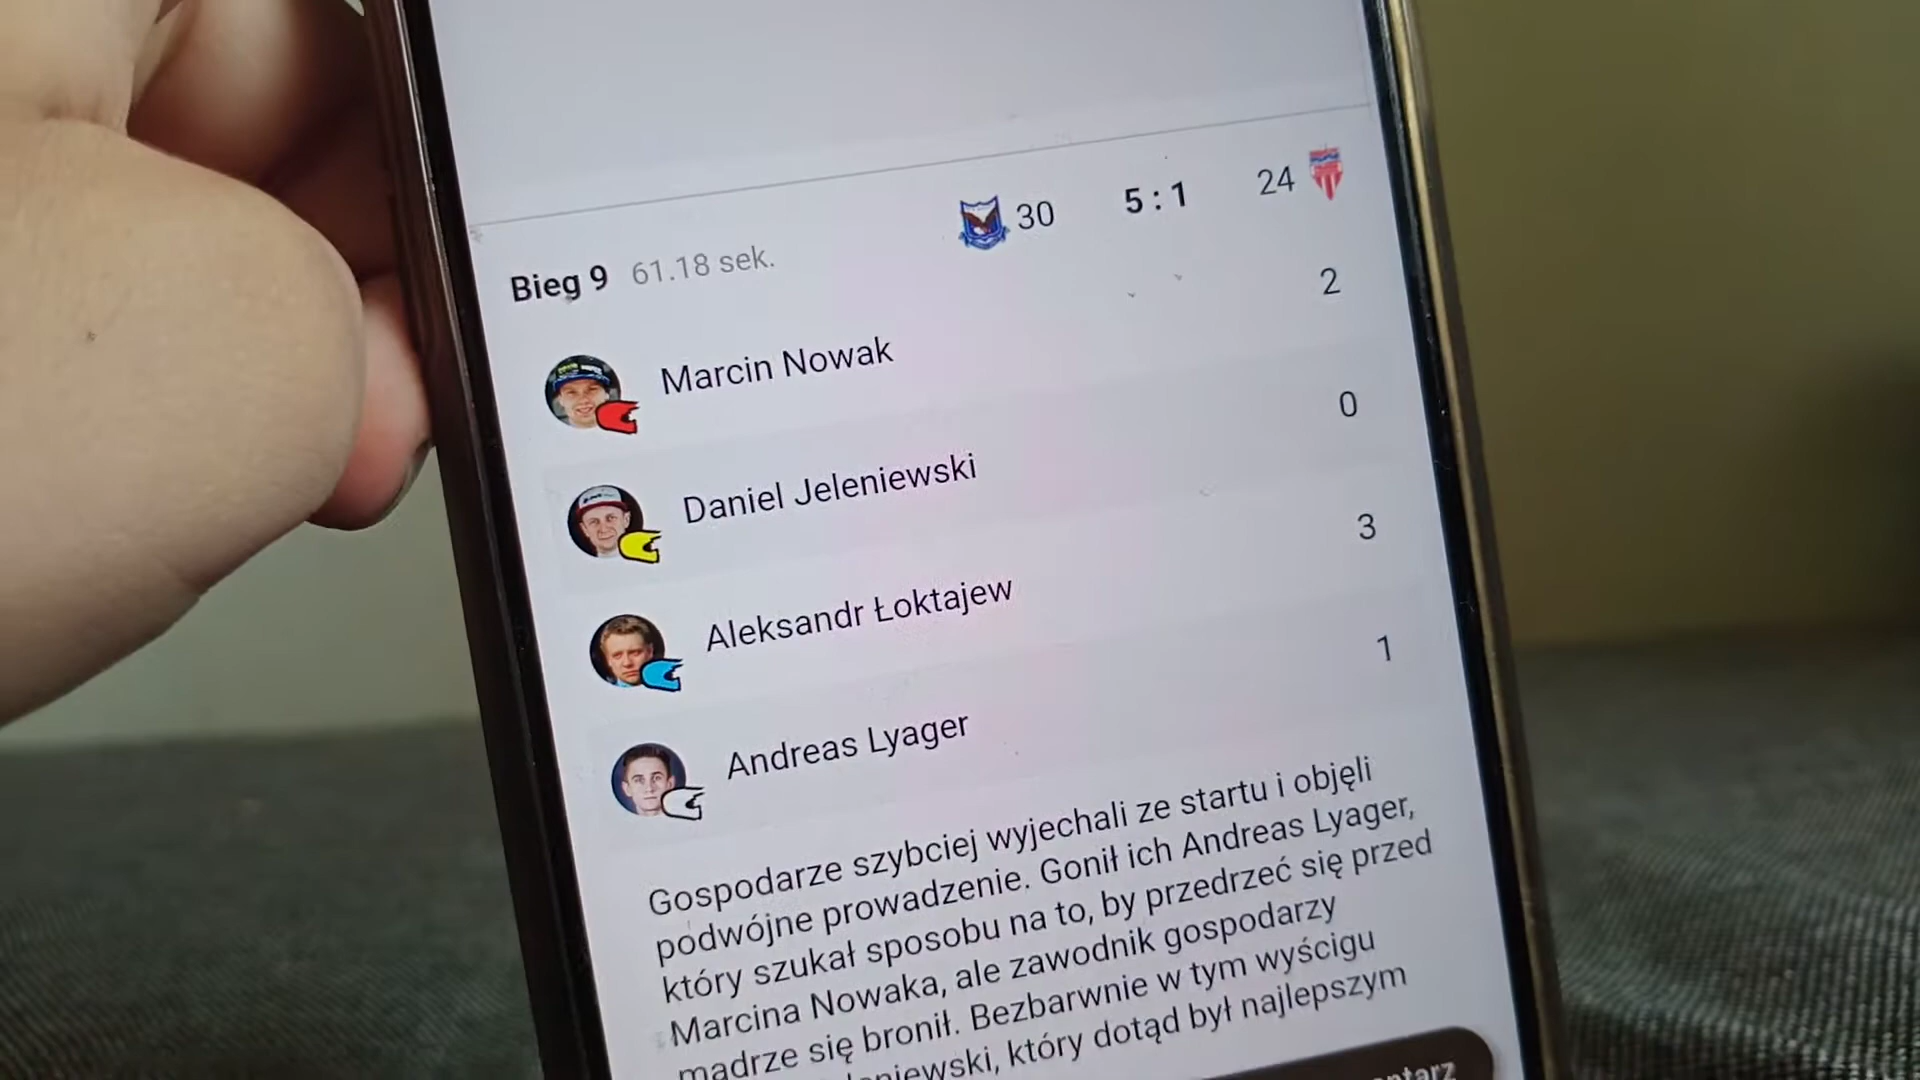 30 5 : 1 24
Bieg 9 61.18 sek.
Marcin Nowak 2
Daniel Jeleniewski 0
Aleksandr Łoktajew 3
Andreas Lyager 1
Gospodarze szybciej wyjechali ze startu i objęli
podwójne prowadzenie. Gonił ich Andreas Lyager,
który szukał sposobu na to, by przedrzeć się przed
Marcina Nowaka, ale zawodnik gospodarzy
mądrze się bronił. Bezbarwnie w tym wyścigu
który dotąd był najlepszym